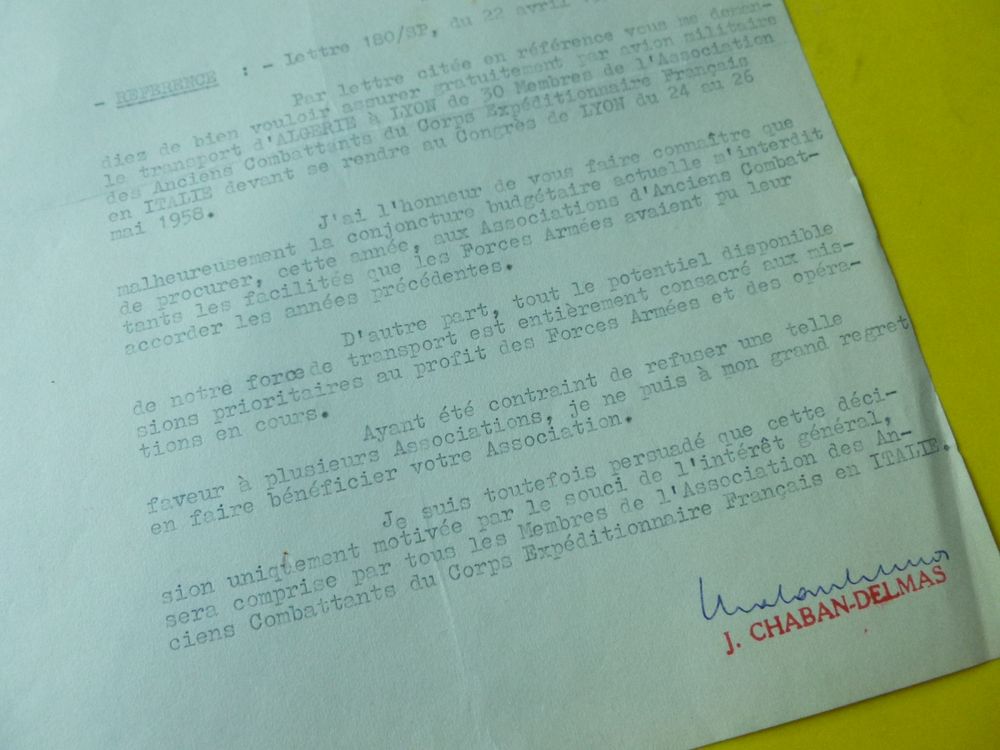 - REFERENCE : - Lettre 180/SP, du 22 avril
Par lettre citée en référence vous me deman-
diez de bien vouloir assurer gratuitement par avion militaire
le transport d'ALGERIE à LYON de 30 Membres de l'Association
des Anciens Combattants du Corps Expéditionnaire Français
en ITALIE devant se rendre au Congrès de LYON du 24 au 26
mai 1958.
J'ai l'honneur de vous faire connaître que
malheureusement la conjoncture budgétaire actuelle m'interdit
de procurer, cette année, aux Associations d'Anciens Combat-
tants les facilités que les Forces Armées avaient pu leur
accorder les années précédentes.
D'autre part, tout le potentiel disponible
de notre force de transport est entièrement consacré aux mis-
sions prioritaires au profit des Forces Armées et des opéra-
tions en cours.
Ayant été contraint de refuser une telle
faveur à plusieurs Associations, je ne puis à mon grand regret
en faire bénéficier votre Association.
Je suis toutefois persuadé que cette déci-
sion uniqtement motivée par le souci de l'intérêt général,
sera comprise par tous les Membres de l'Association des An-
ciens Combattants du Corps Expéditionnaire Français en ITALIE.
J. CHABAN-DELMAS